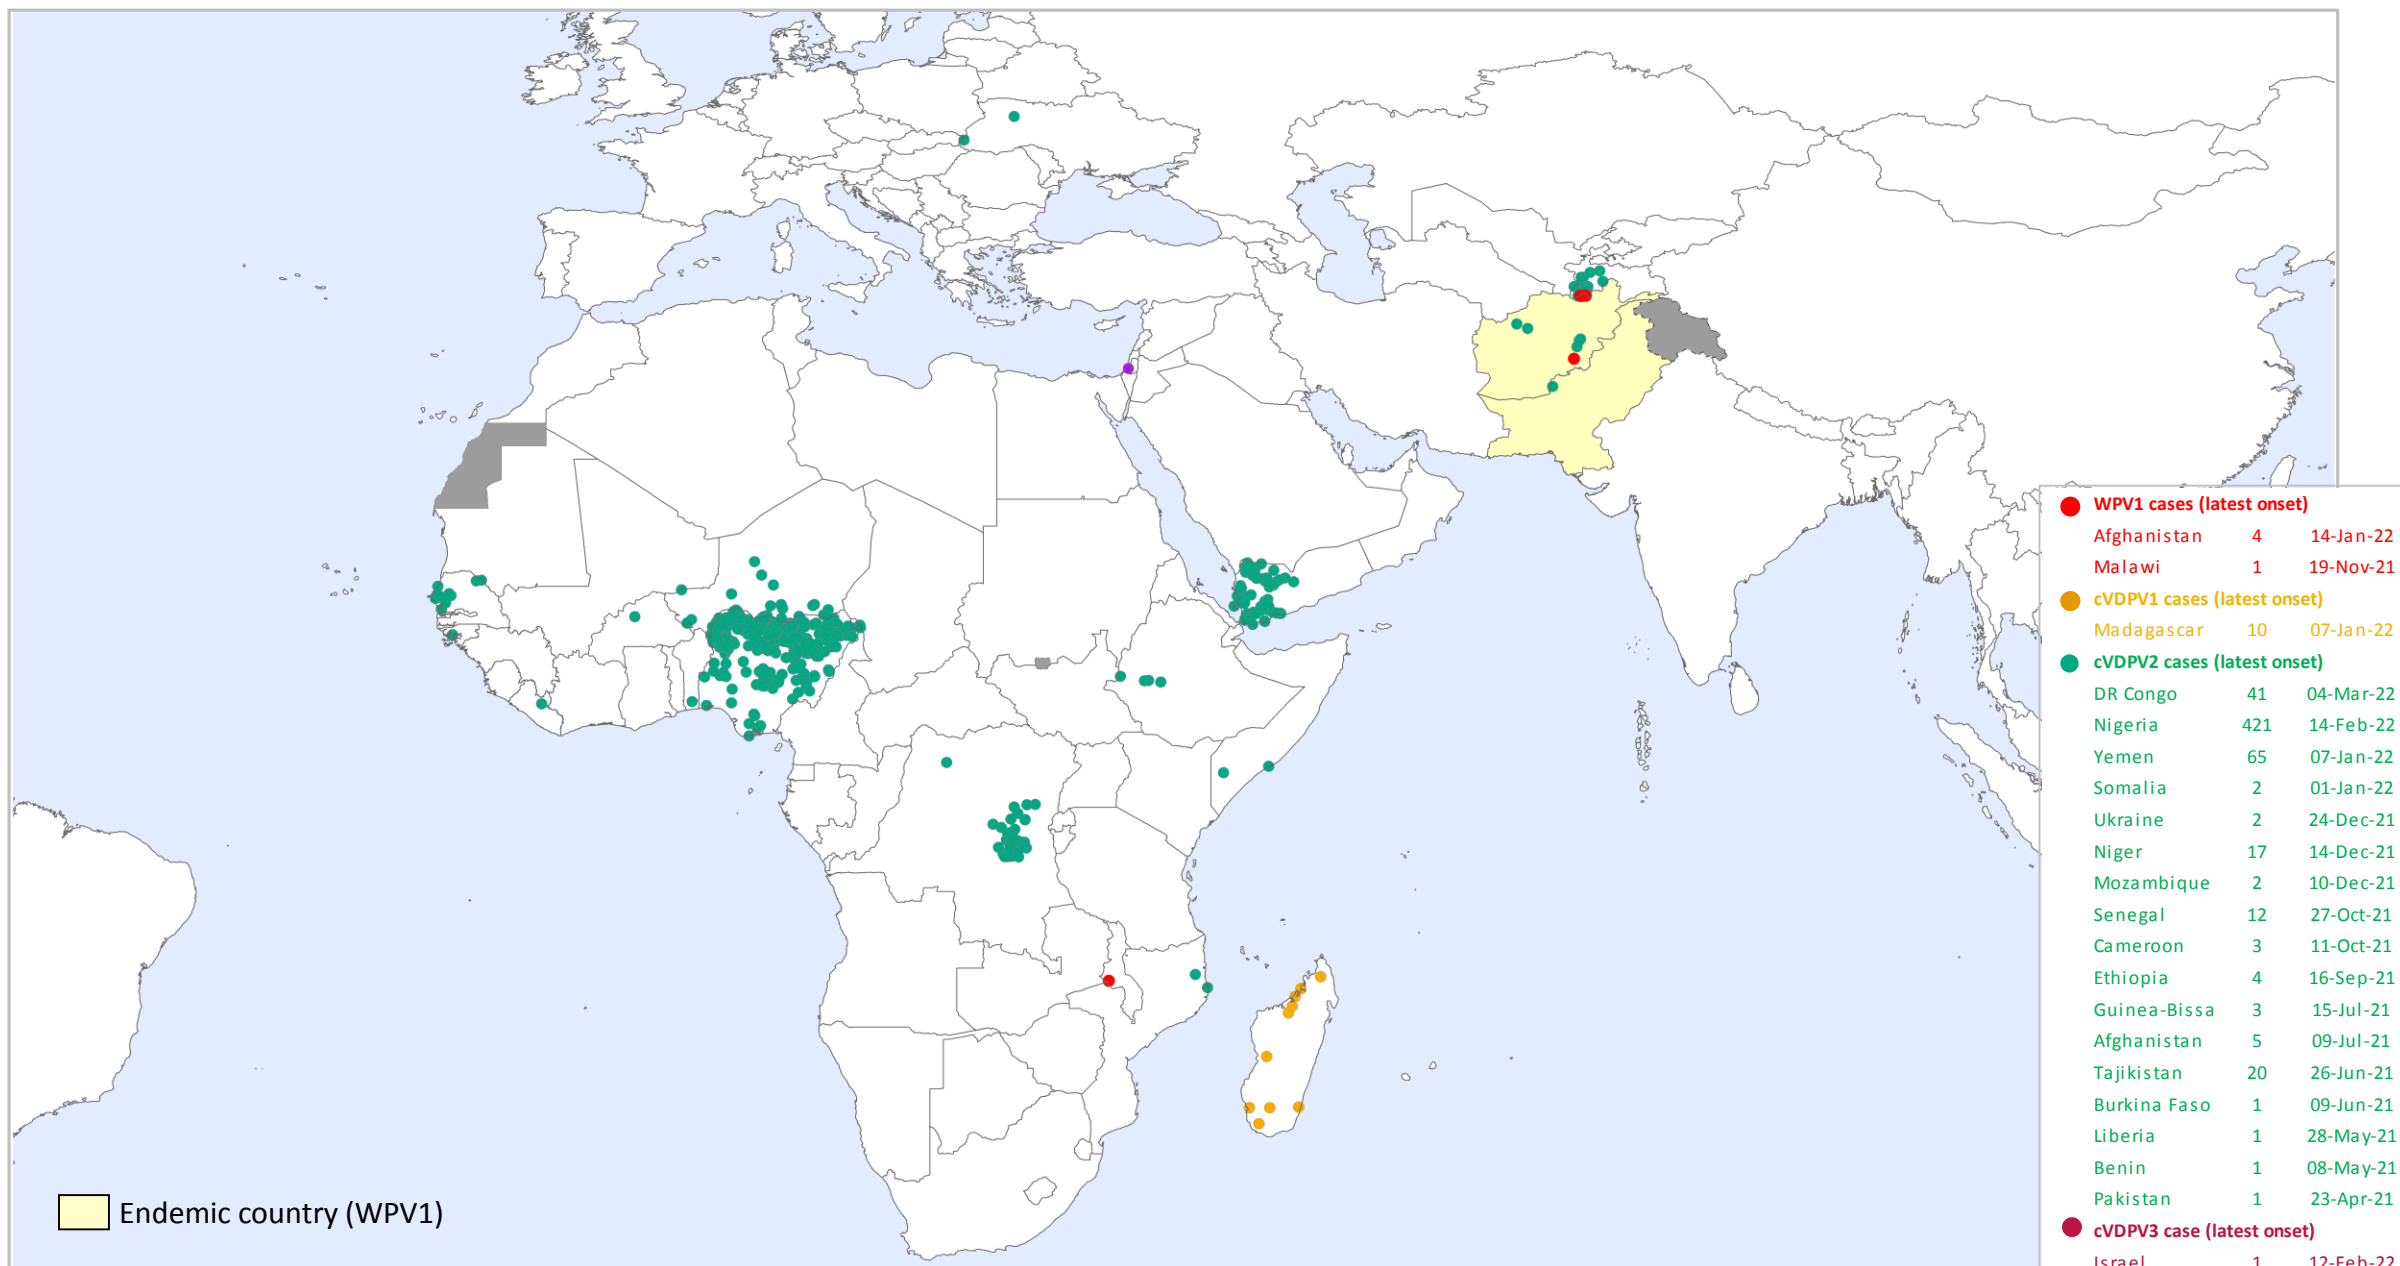 WPV1 cases (latest onset)
Afghanistan 4 14-Jan-22
Malawi 1 19-Nov-21
cVDPV1 cases (latest onset)
Madagascar 10 07-Jan-22
cVDPV2 cases (latest onset)
DR Congo 41 04-Mar-22
Nigeria 421 14-Feb-22
Yemen 65 07-Jan-22
Somalia 2 01-Jan-22
Ukraine 2 24-Dec-21
Niger 17 14-Dec-21
Mozambique 2 10-Dec-21
Senegal 12 27-Oct-21
Cameroon 3 11-Oct-21
Ethiopia 4 16-Sep-21
Guinea-Bissa 3 15-Jul-21
Afghanistan 5 09-Jul-21
Tajikistan 20 26-Jun-21
Burkina Faso 1 09-Jun-21
Liberia 1 28-May-21
Benin 1 08-May-21
Pakistan 1 23-Apr-21
cVDPV3 case (latest onset)
Israel 1 12-Feb-22
Endemic country (WPV1)